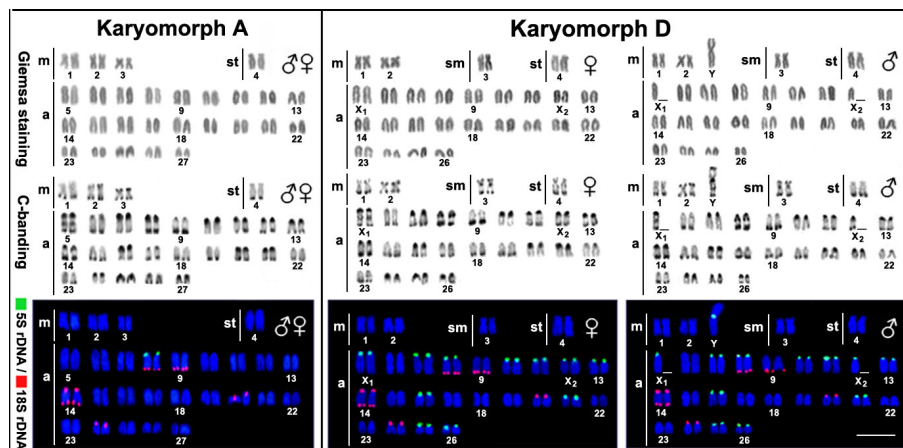 Karyomorph A
Karyomorph D
Giemsa staining
m 1 2 3 st 4 ♂♀
a 5 9 13
14 18 22
23 27
m 1 2 sm 3 st 4 ♀
a X1 9 X2 13
14 18 22
23 26
m 1 2 Y sm 3 st 4 ♂
a X1 9 X2 13
14 18 22
23 26
C-banding
m 1 2 3 st 4 ♂♀
a 5 9 13
14 18 22
23 27
m 1 2 sm 3 st 4 ♀
a X1 9 X2 13
14 18 22
23 26
m 1 2 Y sm 3 st 4 ♂
a X1 9 X2 13
14 18 22
23 26
5S rDNA / 18S rDNA
m 1 2 3 st 4 ♂♀
a 5 9 13
14 18 22
23 27
m 1 2 sm 3 st 4 ♀
a X1 9 X2 13
14 18 22
23 26
m 1 2 Y sm 3 st 4 ♂
a X1 9 X2 13
14 18 22
23 26